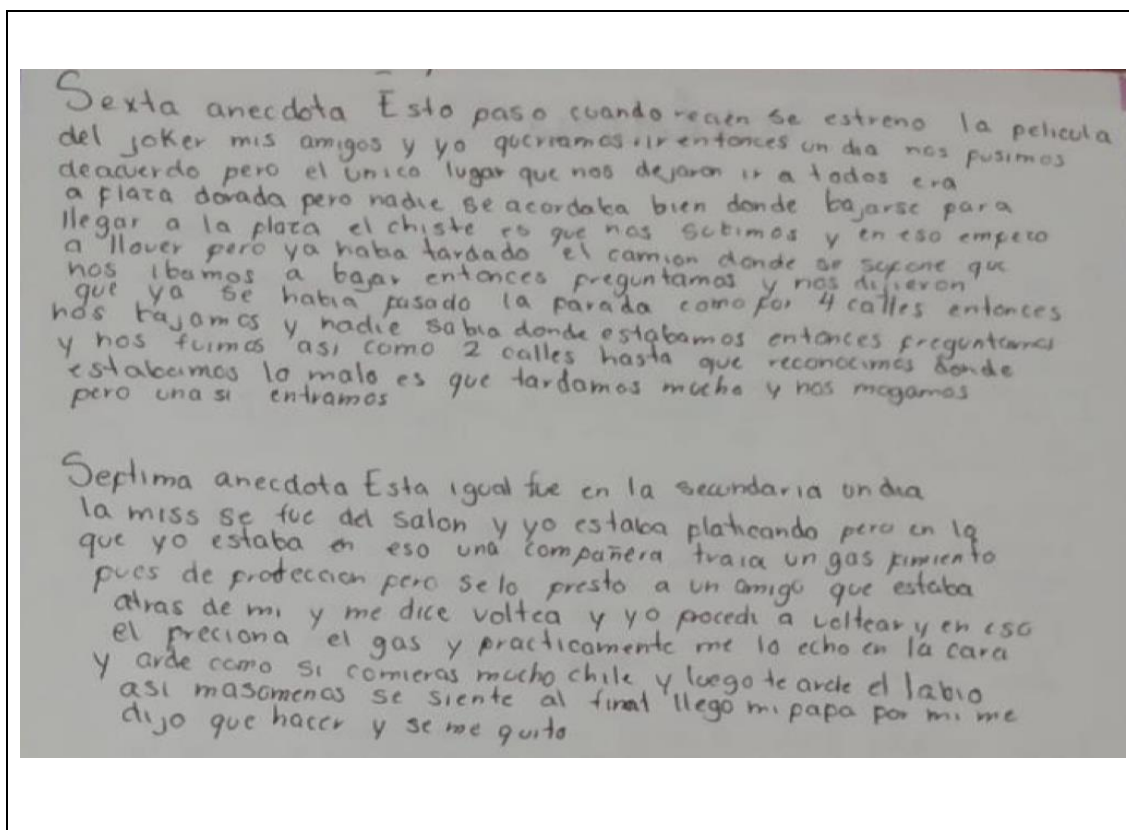 Sexta anecdota Esto paso cuando recien se estreno la pelicula
del joker mis amigos y yo queriamos ir entonces un dia nos pusimos
deacuerdo pero el unico lugar que nos dejaron ir a todos era
a plaza dorada pero nadie se acordaba bien donde bajarse para
llegar a la plaza el chiste es que nos subimos y en eso empezo
a llover pero ya habia tardado el camion donde se supone que
nos ibamos a bajar entonces preguntamos y nos dijieron
que ya se habia pasado la parada como por 4 calles entonces
nos bajamos y nadie sabia donde estabamos entonces preguntamos
y nos fuimos asi como 2 calles hasta que reconocimos donde
estabamos lo malo es que tardamos mucho y nos mogamos
pero una si entramos
Septima anecdota Esta igual fue en la secundaria un dia
la miss se fue del salon y yo estaba platicando pero en lo
que yo estaba en eso una compañera traia un gas pimiento
pues de proteccion pero se lo presto a un amigo que estaba
atras de mi y me dice voltea y yo procedi a voltear y en eso
el preciona el gas y practicamente me lo echo en la cara
y arde como si comieras mucho chile y luego te arde el labio
asi masomenos se siente al final llego mi papa por mi me
dijo que hacer y se me quito